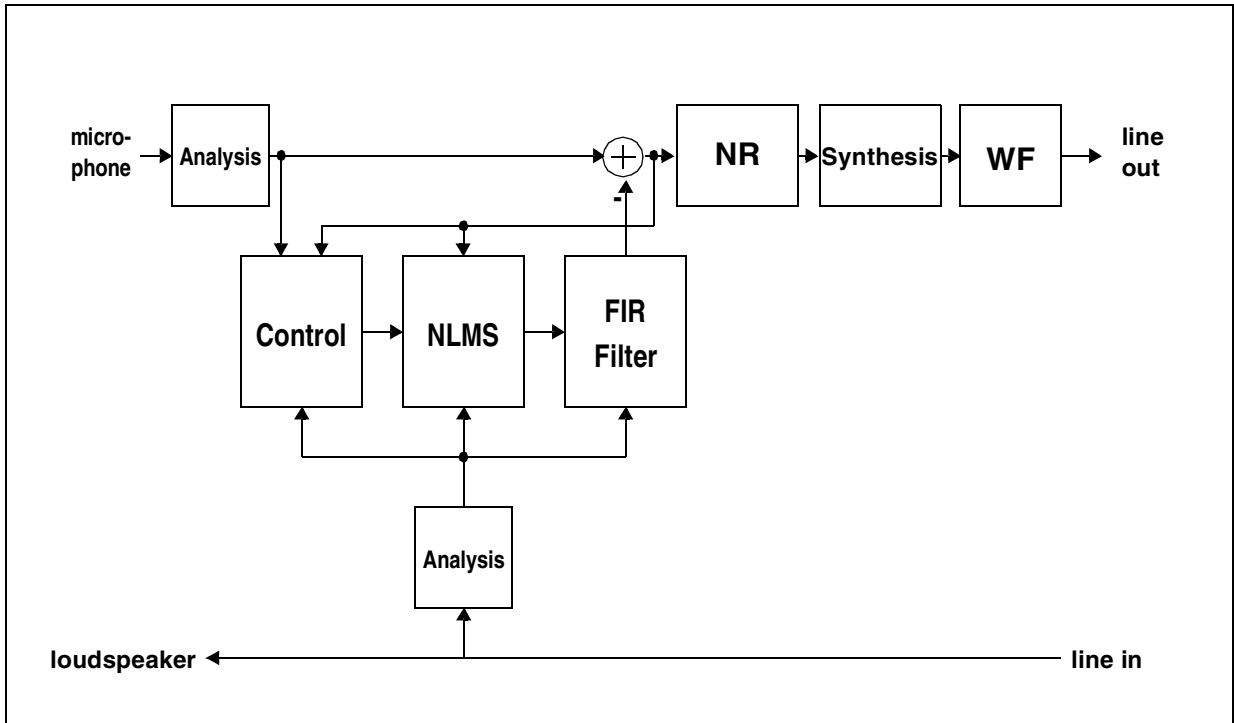 micro-
phone
Analysis
+
-
NR
Synthesis
WF
line
out
Control
NLMS
FIR
Filter
Analysis
loudspeaker
line in